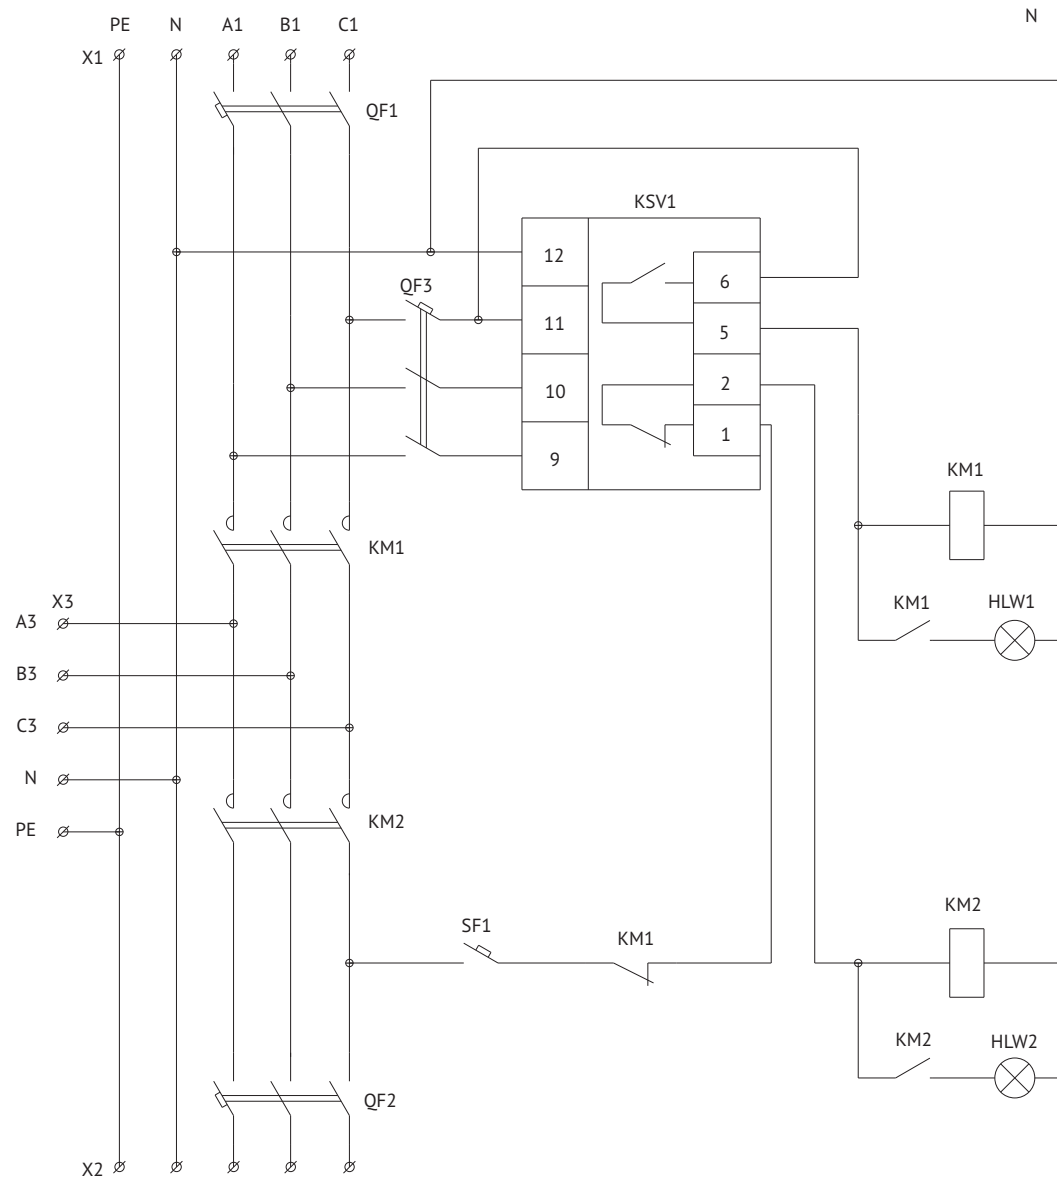 N
PE N A1 B1 C1
X1
QF1
KSV1
12
6
QF3
11
5
2
10
1
9
KM1
KM1
X3
KM1 HLW1
A3
B3
C3
N
KM2
PE
KM2
SF1
KM1
KM2 HLW2
QF2
X2